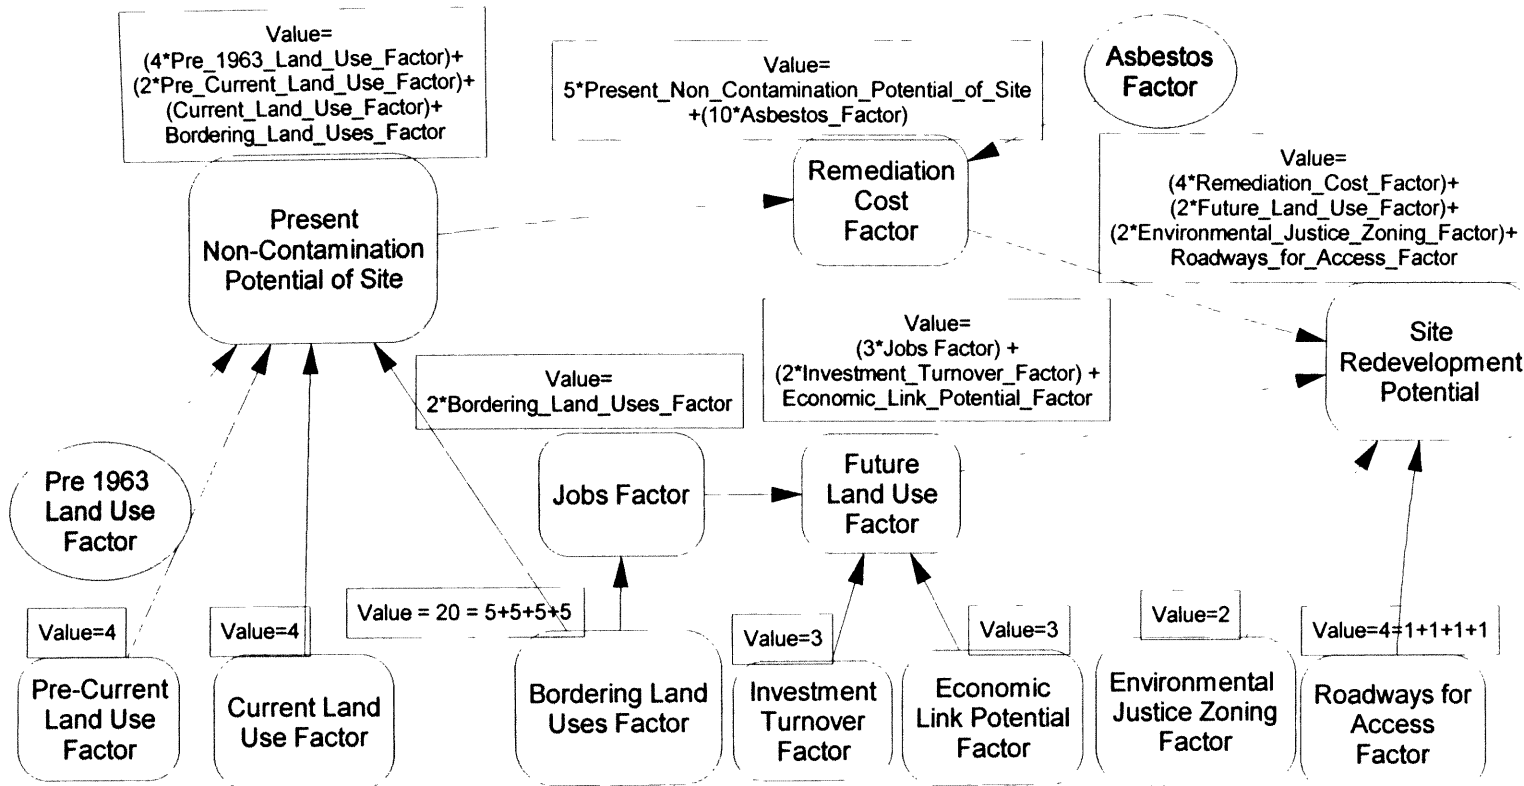 Value=
(4*Pre_1963_Land_Use_Factor)+
(2*Pre_Current_Land_Use_Factor)+
(Current_Land_Use_Factor)+
Bordering_Land_Uses_Factor
Value=
5*Present_Non_Contamination_Potential_of_Site
+(10*Asbestos_Factor)
Asbestos
Factor
Value=
(4*Remediation_Cost_Factor)+
(2*Future_Land_Use_Factor)+
(2*Environmental_Justice_Zoning_Factor)+
Roadways_for_Access_Factor
Present
Non-Contamination
Potential of Site
Remediation
Cost
Factor
Value=
(3*Jobs Factor) +
(2*Investment_Turnover_Factor) +
Economic_Link_Potential_Factor
Site
Redevelopment
Potential
Value=
2*Bordering_Land_Uses_Factor
Pre 1963
Land Use
Factor
Jobs Factor
Future
Land Use
Factor
Value=4
Value=4
Value = 20 = 5+5+5+5
Value=3
Value=3
Value=2
Value=4=1+1+1+1
Pre-Current
Land Use
Factor
Current Land
Use Factor
Bordering Land
Uses Factor
Investment
Turnover
Factor
Economic
Link Potential
Factor
Environmental
Justice Zoning
Factor
Roadways for
Access
Factor